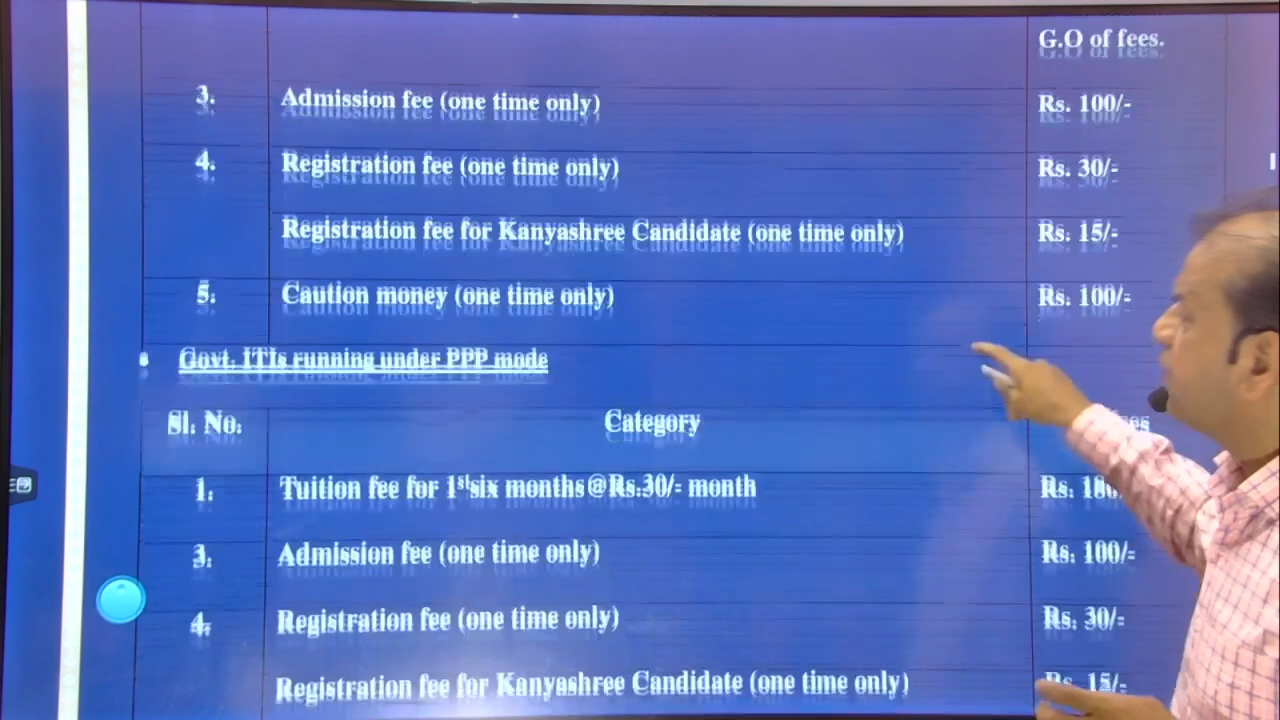 G.O of fees.
3. Admission fee (one time only) Rs. 100/-
4. Registration fee (one time only) Rs. 30/-
Registration fee for Kanyashree Candidate (one time only) Rs. 15/-
5. Caution money (one time only) Rs. 100/-
Govt. ITIs running under PPP mode
Sl. No. Category
1. Tuition fee for 1st six months@Rs.30/- month Rs.
3. Admission fee (one time only) Rs. 100/-
4. Registration fee (one time only) Rs. 30/-
Registration fee for Kanyashree Candidate (one time only) Rs. 15/-